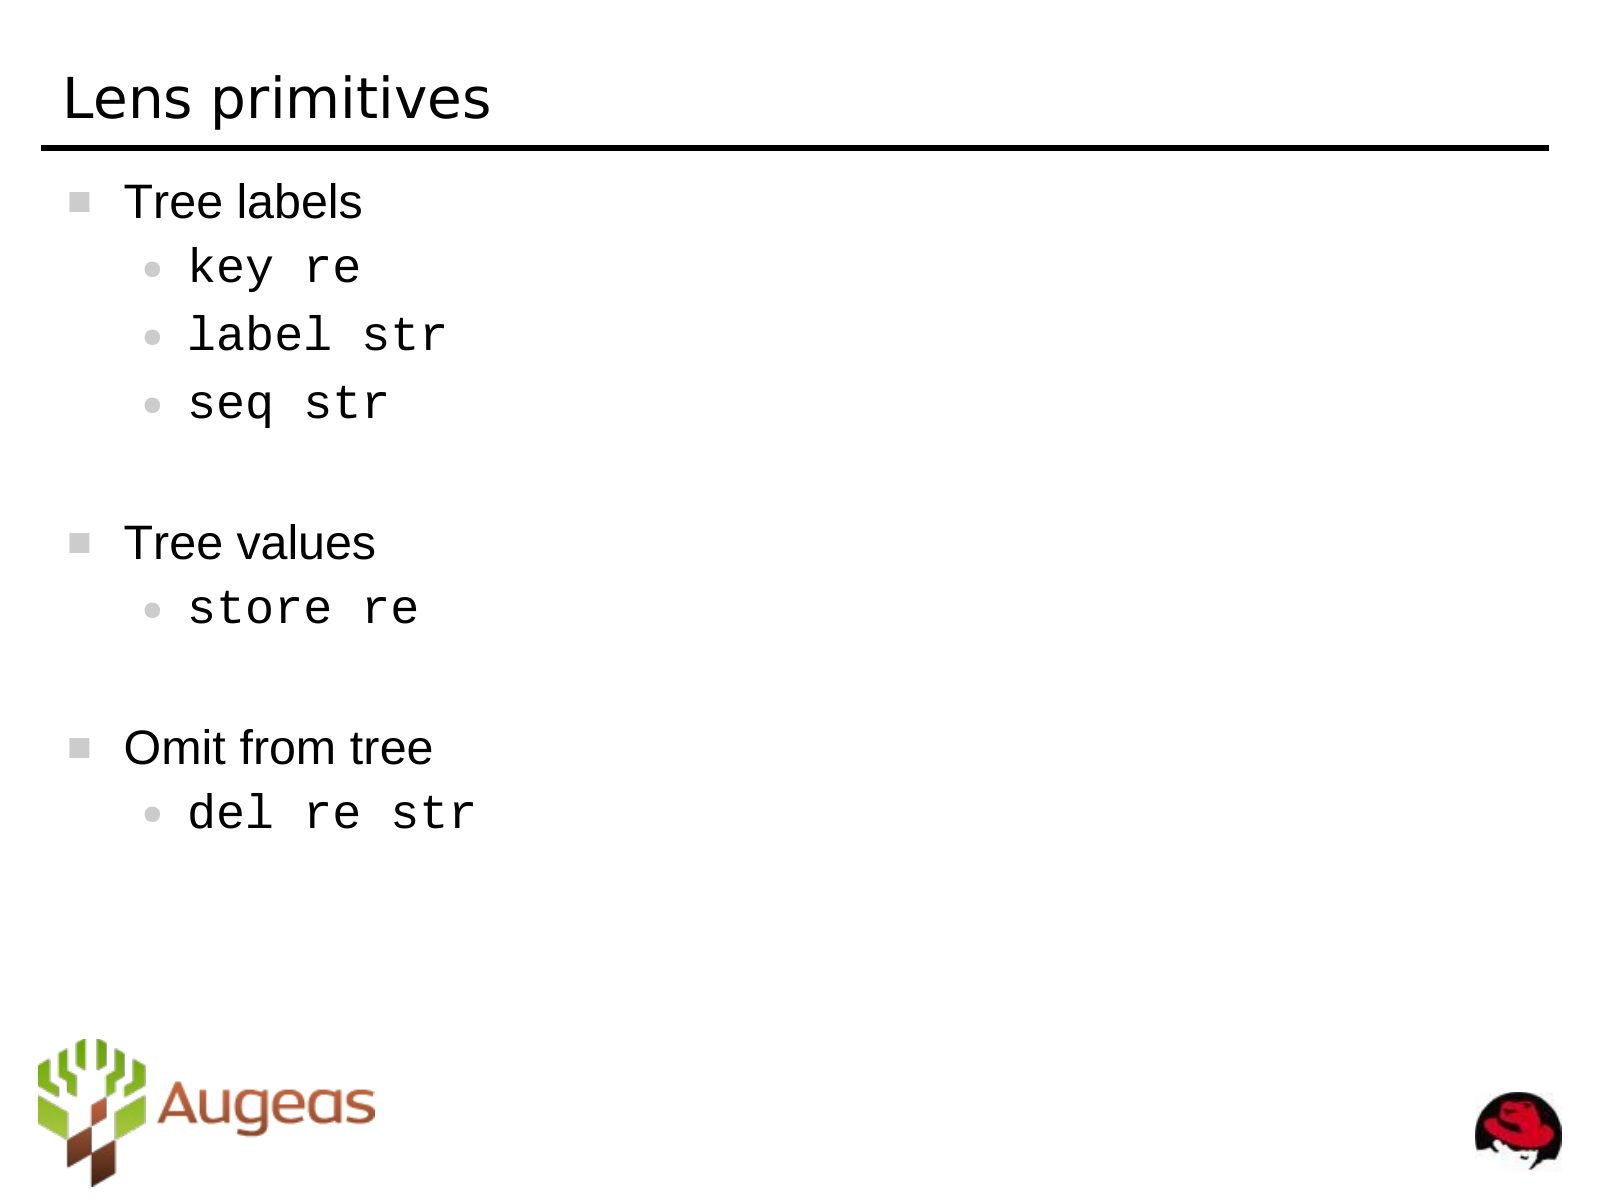 Lens primitives
Tree labels
key re
label str
seq str
Tree values
store re
Omit from tree
del re str
Augeas